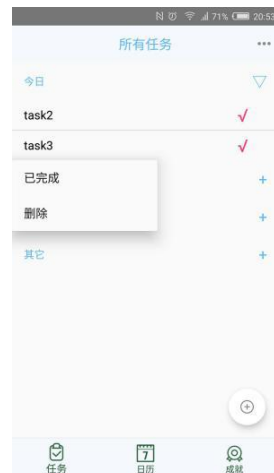 71% 20:53
所有任务 •••
今日
task2 √
task3 √
已完成 +
删除 +
其它 +
7
任务 日历 成就